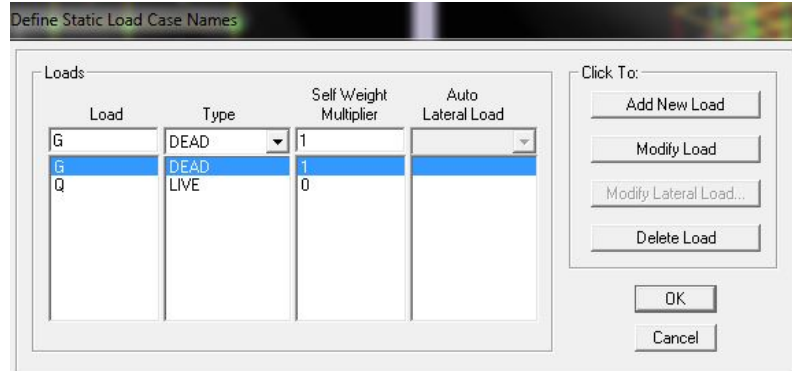 Define Static Load Case Names
Loads
Load Type Self Weight Multiplier Auto Lateral Load
G DEAD 1
G DEAD 1
Q LIVE 0
Click To:
Add New Load
Modify Load
Modify Lateral Load...
Delete Load
OK
Cancel